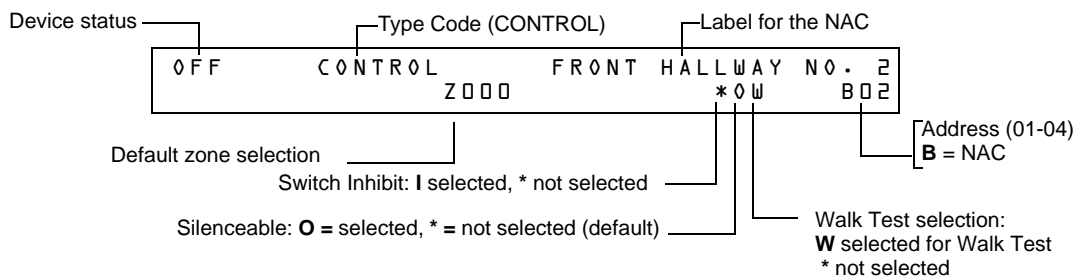 Device status
Type Code (CONTROL)
Label for the NAC
OFF CONTROL FRONT HALLWAY NO. 2
Z000 *OW B02
Address (01-04)
B = NAC
Default zone selection
Switch Inhibit: I selected, * not selected
Silenceable: O = selected, * = not selected (default)
Walk Test selection:
W selected for Walk Test
* not selected